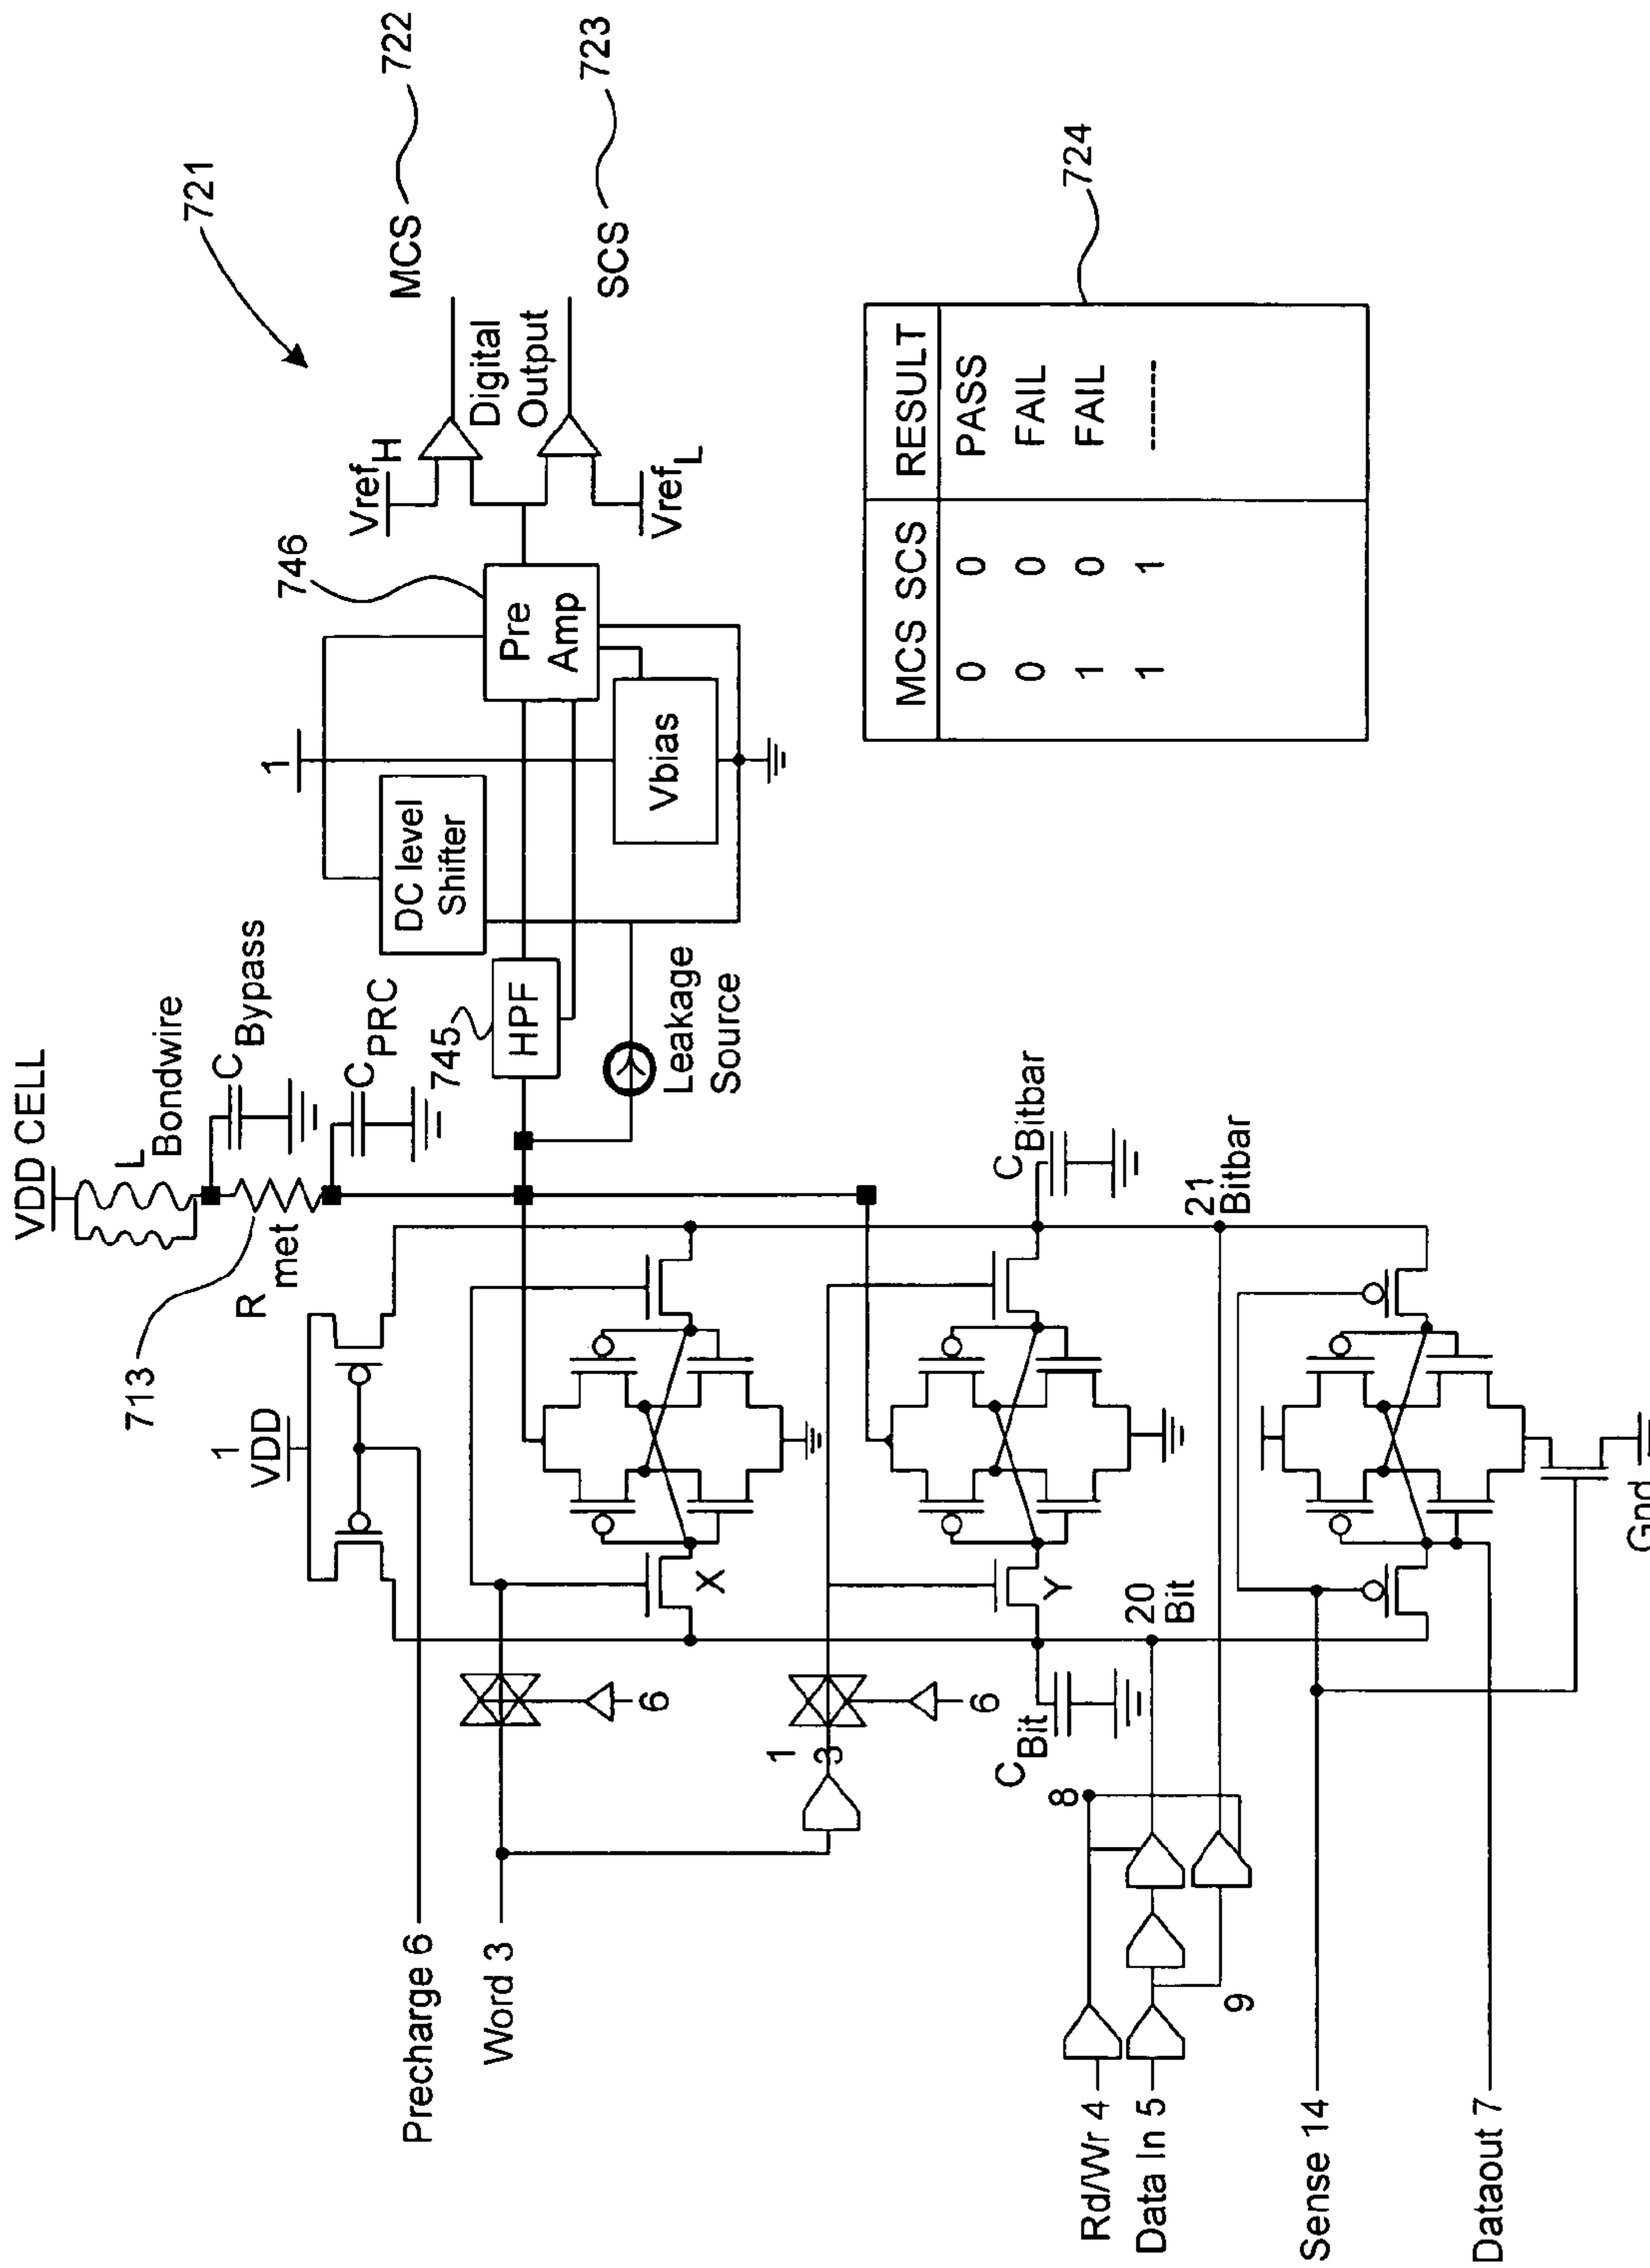 721
MCS 722
SCS 723
Vref H
Digital
Output
Vref L
746
Pre
Amp
1
DC level
Shifter
Vbias
745
HPF
Leakage
Source
VDD CELL
L Bondwire
C Bypass
R met
C PRC
713
1
VDD
Precharge 6
Word 3
6
X
1
3
6
Y
C Bit
C Bitbar
20
Bit
21
Bitbar
8
9
Rd/Wr 4
Data In 5
Sense 14
Dataout 7
Gnd
724
MCS SCS RESULT
0 0 PASS
0 0 FAIL
1 0 FAIL
1 1 --------